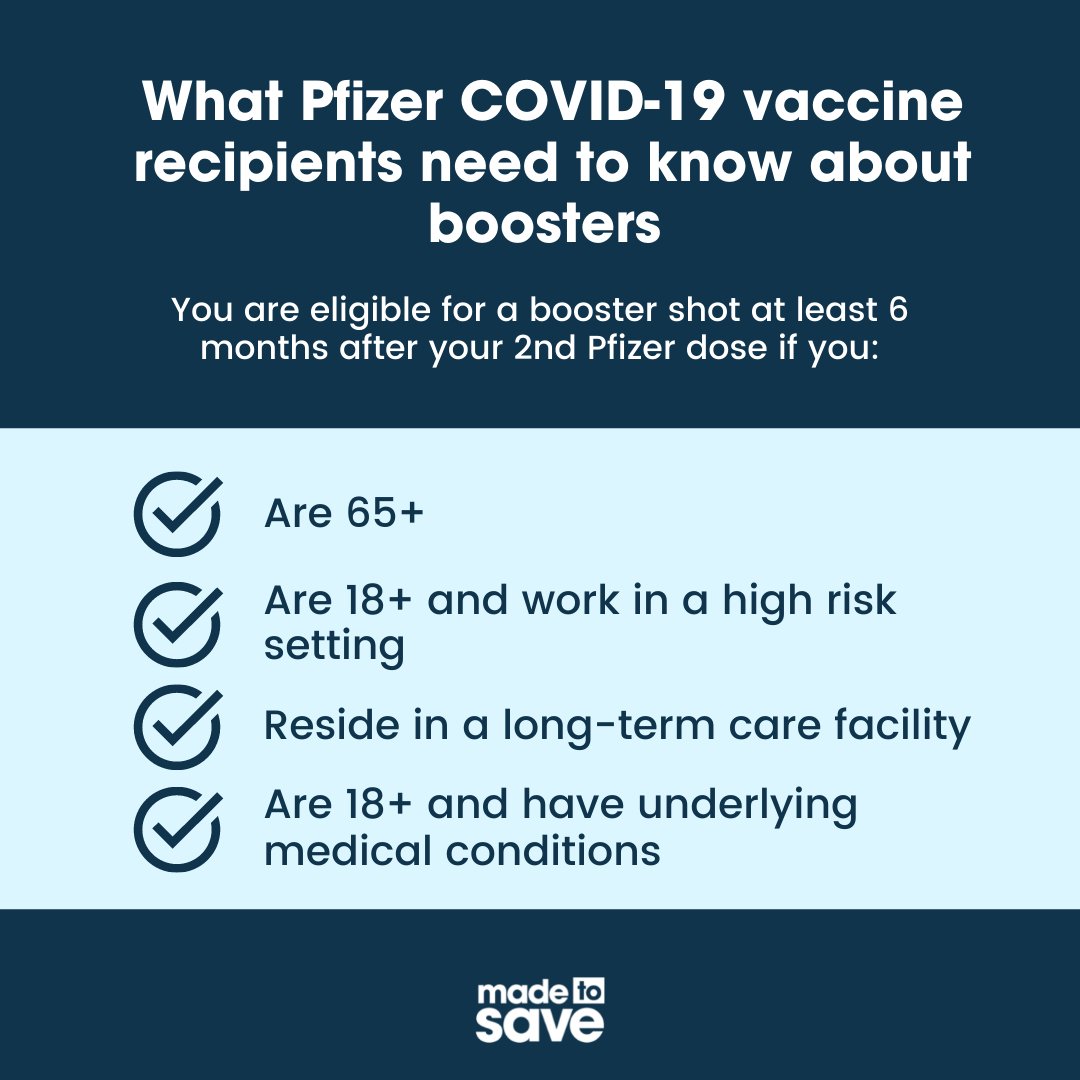 What Pfizer COVID-19 vaccine
recipients need to know about
boosters
You are eligible for a booster shot at least 6
months after your 2nd Pfizer dose if you:
Are 65+
Are 18+ and work in a high risk
setting
Reside in a long-term care facility
Are 18+ and have underlying
medical conditions
made to
save